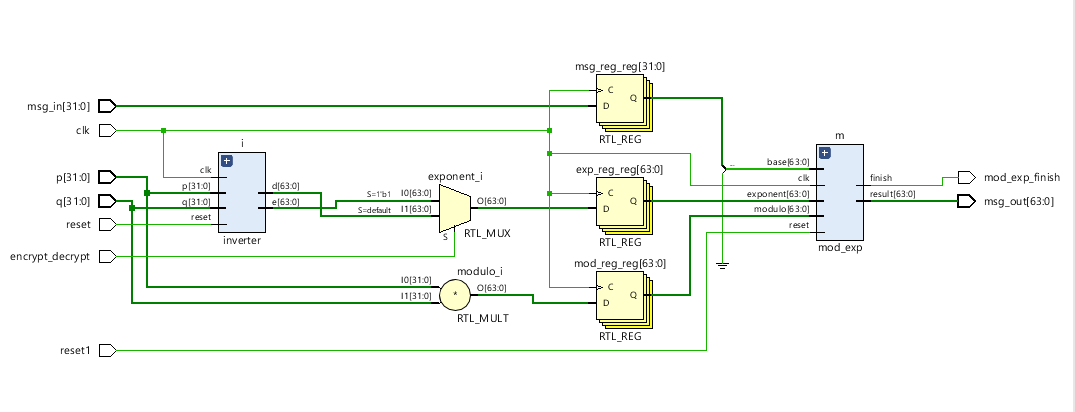 msg_reg_reg[31:0]
C
D
Q
RTL_REG
msg_in[31:0]
clk
i
+
clk
p[31:0]
q[31:0]
reset
d[63:0]
e[63:0]
inverter
p[31:0]
q[31:0]
reset
encrypt_decrypt
exponent_i
S=1'b1
I0[63:0]
S=default
I1[63:0]
O[63:0]
S
RTL_MUX
exp_reg_reg[63:0]
C
D
Q
RTL_REG
modulo_i
I0[31:0]
I1[31:0]
*
O[63:0]
RTL_MULT
mod_reg_reg[63:0]
C
D
Q
RTL_REG
reset1
m
+
...
base[63:0]
clk
exponent[63:0]
modulo[63:0]
reset
finish
result[63:0]
mod_exp
mod_exp_finish
msg_out[63:0]